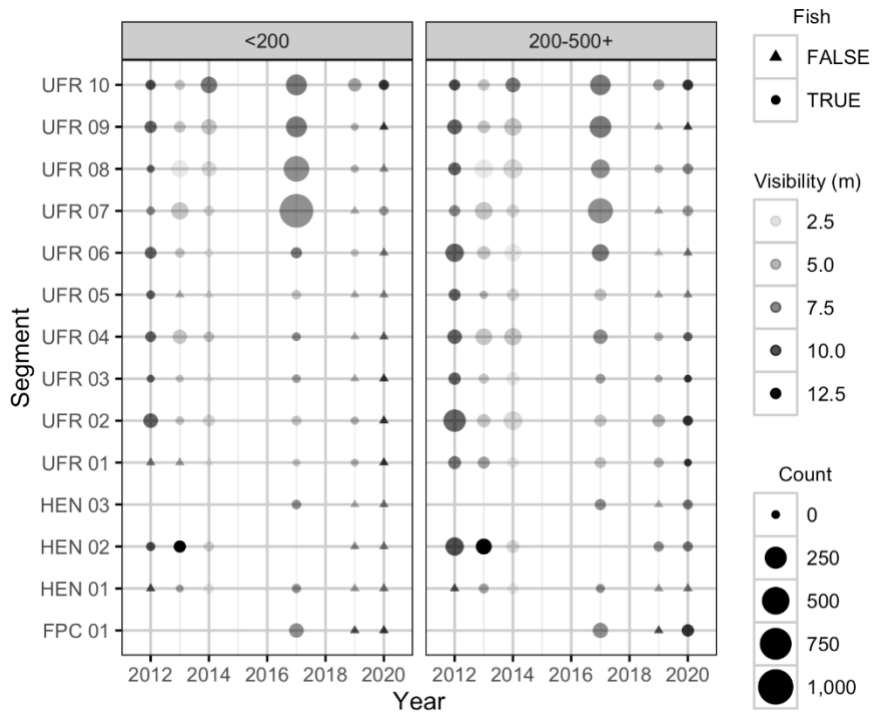 <200
200-500+
UFR 10
UFR 09
UFR 08
UFR 07
UFR 06
UFR 05
UFR 04
UFR 03
UFR 02
UFR 01
HEN 03
HEN 02
HEN 01
FPC 01
Segment
2012 2014 2016 2018 2020
2012 2014 2016 2018 2020
Year
Fish
FALSE
TRUE
Visibility (m)
2.5
5.0
7.5
10.0
12.5
Count
0
250
500
750
1,000